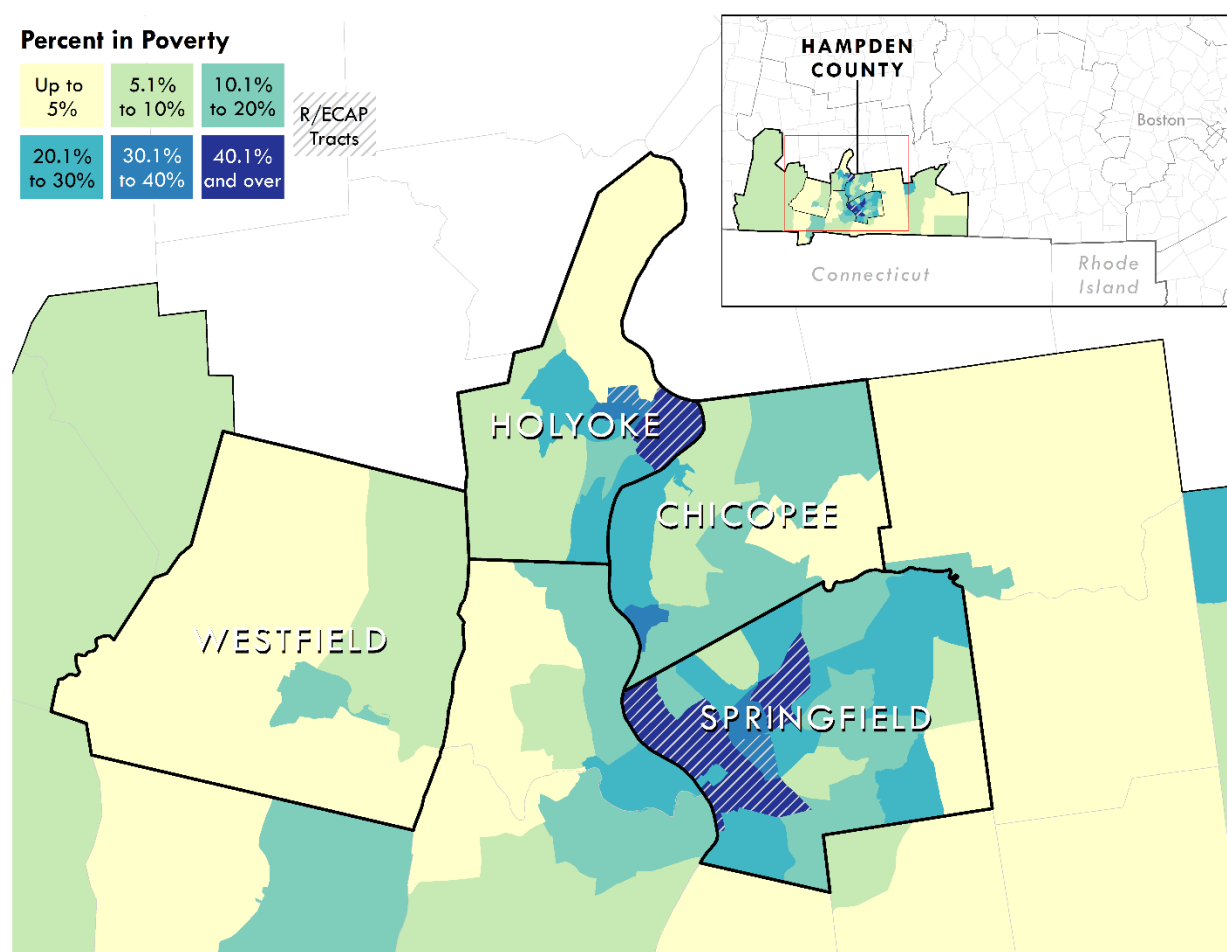 Percent in Poverty
Up to
5%
5.1%
to 10%
10.1%
to 20%
R/ECAP
Tracts
20.1%
to 30%
30.1%
to 40%
40.1%
and over
HAMPDEN
COUNTY
Boston
Connecticut
Rhode
Island
HOLYOKE
CHICOPEE
WESTFIELD
SPRINGFIELD